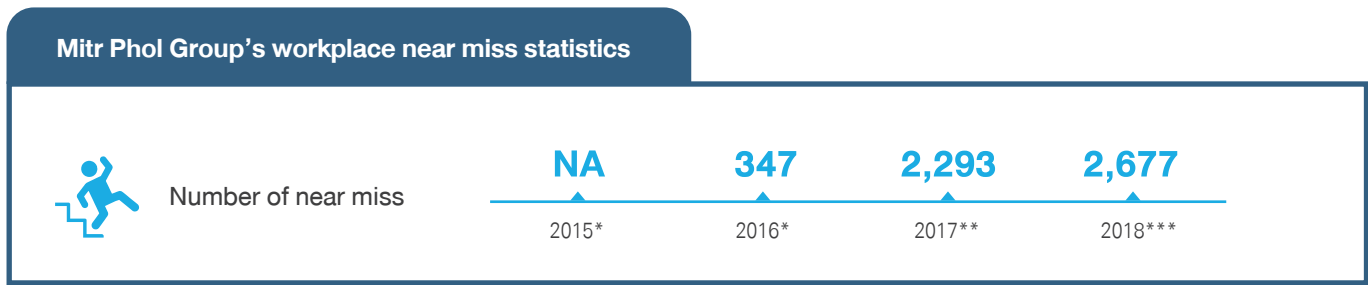 Mitr Phol Group's workplace near miss statistics
Number of near miss
NA 347 2,293 2,677
2015* 2016* 2017** 2018***